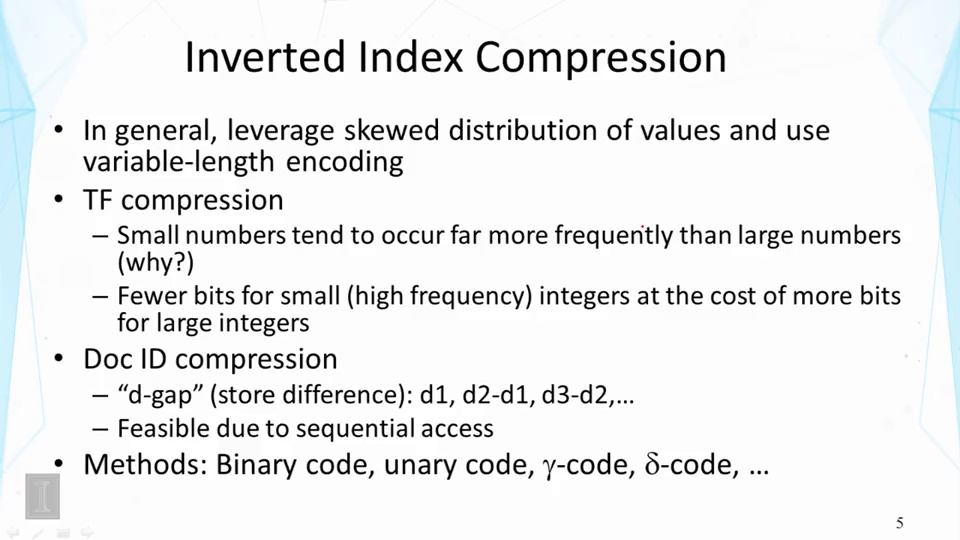 Inverted Index Compression
• In general, leverage skewed distribution of values and use
variable-length encoding
• TF compression
– Small numbers tend to occur far more frequently than large numbers
(why?)
– Fewer bits for small (high frequency) integers at the cost of more bits
for large integers
• Doc ID compression
– “d-gap” (store difference): d1, d2-d1, d3-d2,…
– Feasible due to sequential access
• Methods: Binary code, unary code, γ-code, δ-code, …
I
5